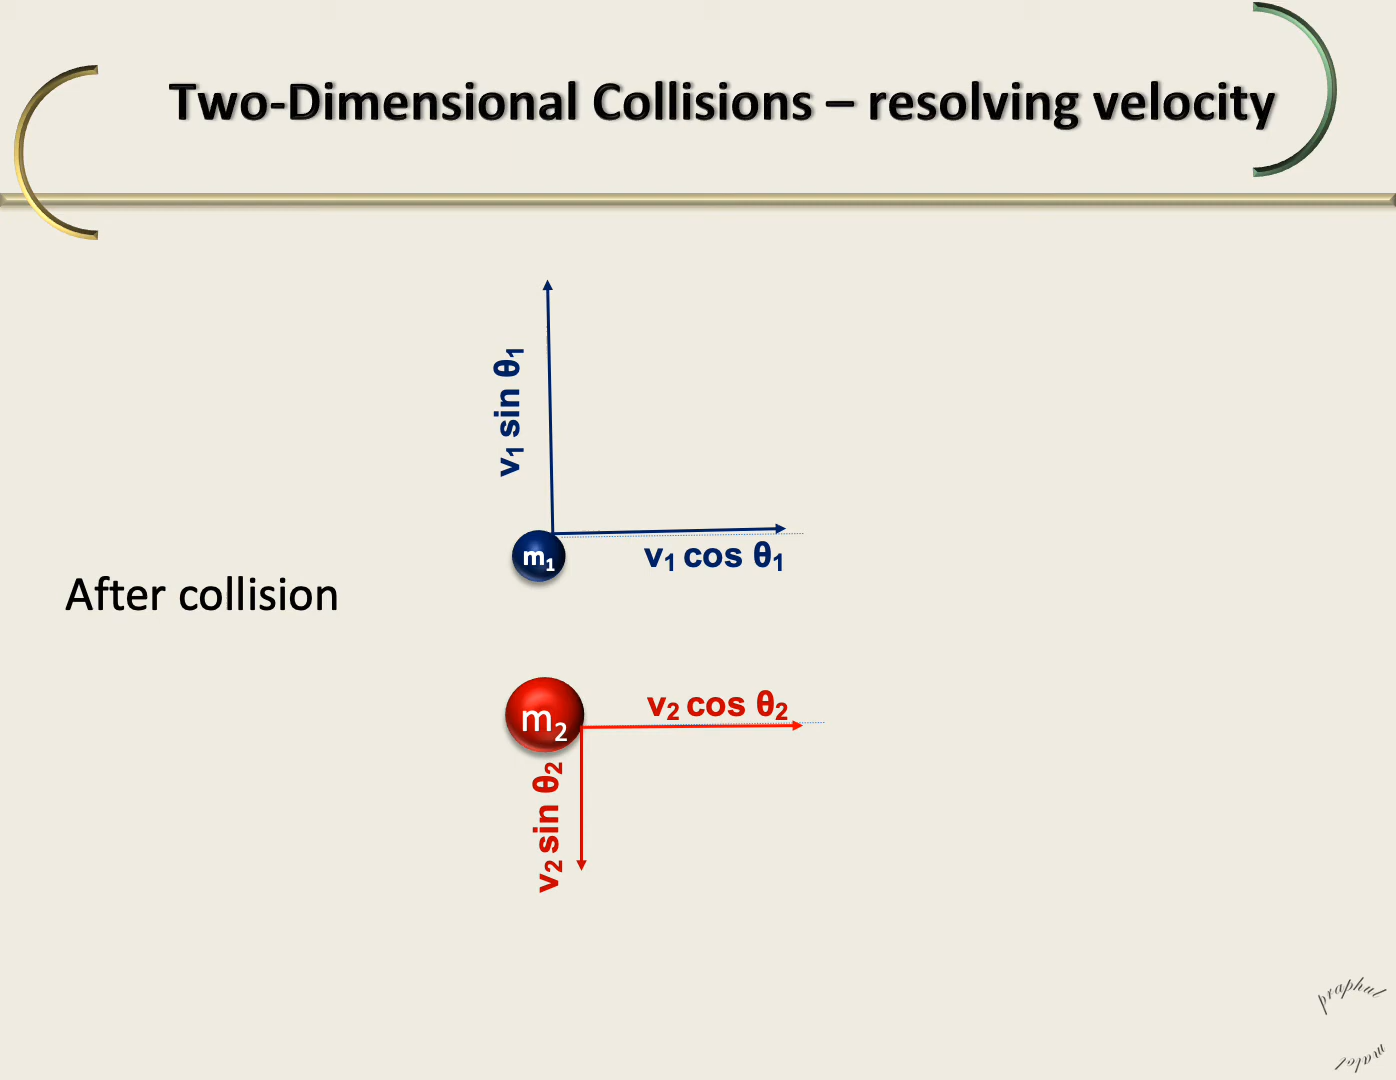 Two-Dimensional Collisions – resolving velocity
v₁ sin θ₁
m₁
v₁ cos θ₁
After collision
m₂
v₂ cos θ₂
v₂ sin θ₂
praphul